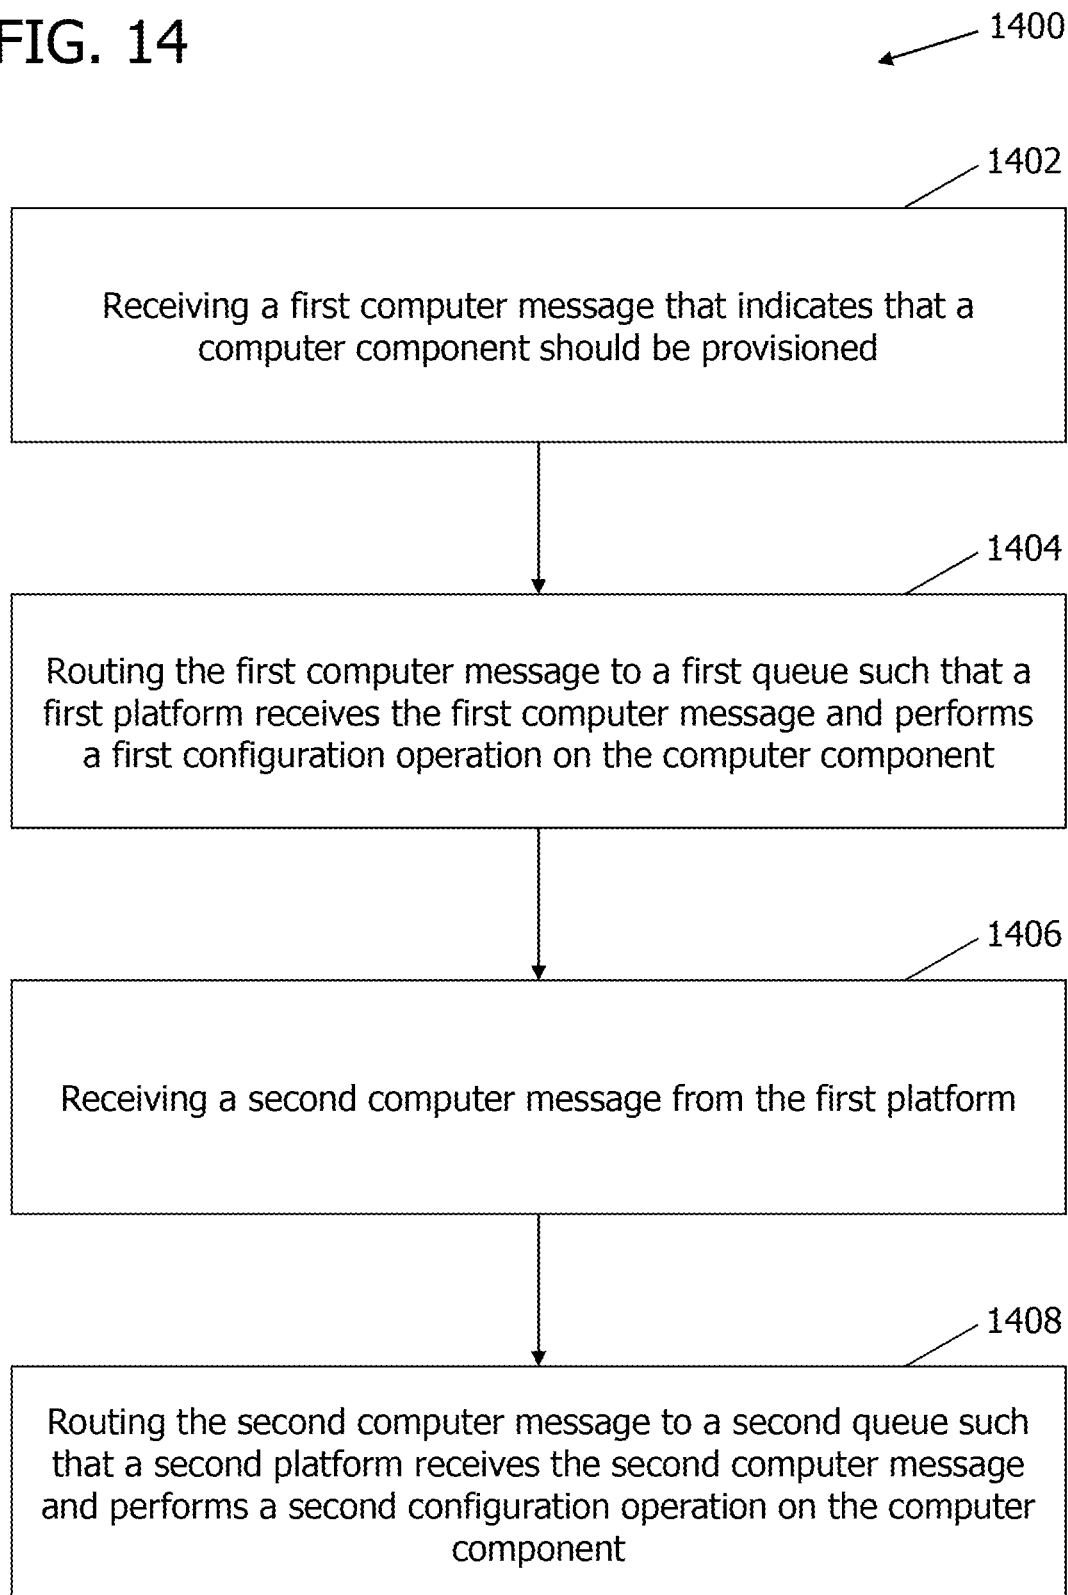 FIG. 14
1400
1402
Receiving a first computer message that indicates that a
computer component should be provisioned
1404
Routing the first computer message to a first queue such that a
first platform receives the first computer message and performs
a first configuration operation on the computer component
1406
Receiving a second computer message from the first platform
1408
Routing the second computer message to a second queue such
that a second platform receives the second computer message
and performs a second configuration operation on the computer
component